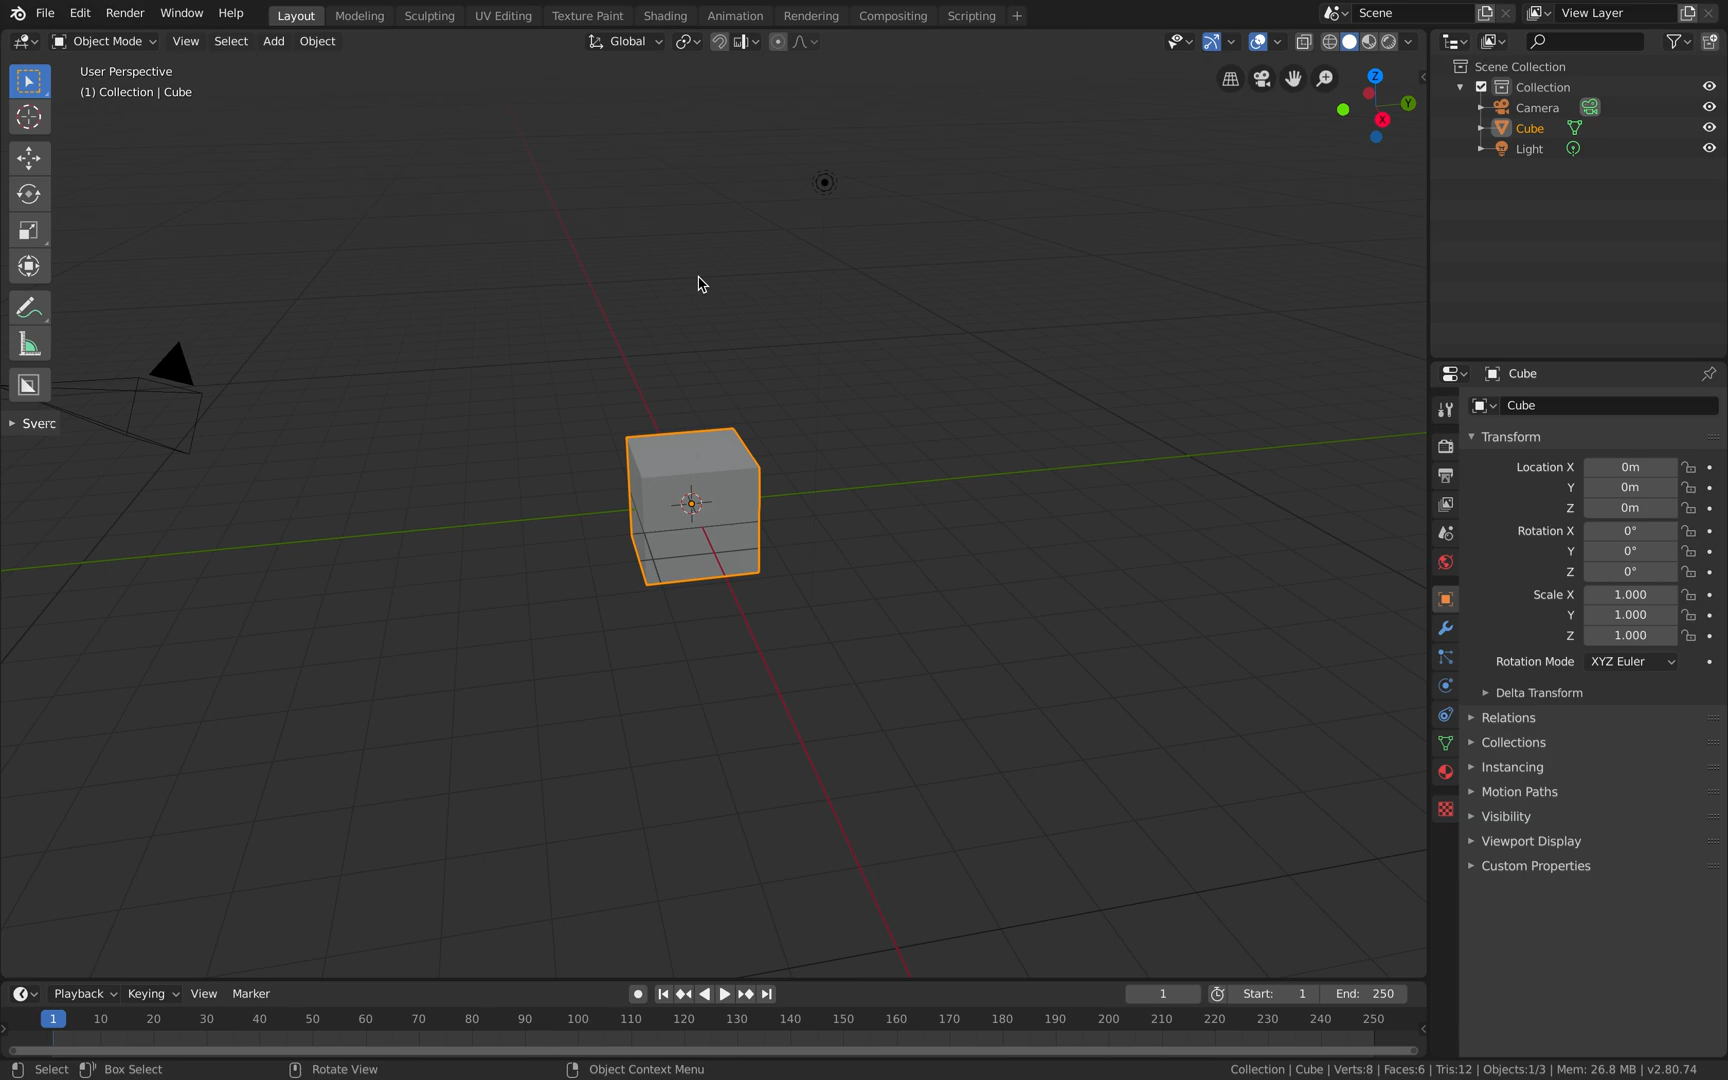 File Edit Render Window Help Layout Modeling Sculpting UV Editing Texture Paint Shading Animation Rendering Compositing Scripting + Scene View Layer
Object Mode View Select Add Object Global
User Perspective
(1) Collection | Cube
Z
Y
X
Sverc
Scene Collection
Collection
Camera
Cube
Light
Cube
Cube
Transform
Location X 0m
Y 0m
Z 0m
Rotation X 0°
Y 0°
Z 0°
Scale X 1.000
Y 1.000
Z 1.000
Rotation Mode XYZ Euler
Delta Transform
Relations
Collections
Instancing
Motion Paths
Visibility
Viewport Display
Custom Properties
Playback Keying View Marker 1 Start: 1 End: 250
1 10 20 30 40 50 60 70 80 90 100 110 120 130 140 150 160 170 180 190 200 210 220 230 240 250
Select Box Select Rotate View Object Context Menu Collection | Cube | Verts:8 | Faces:6 | Tris:12 | Objects:1/3 | Mem: 26.8 MB | v2.80.74